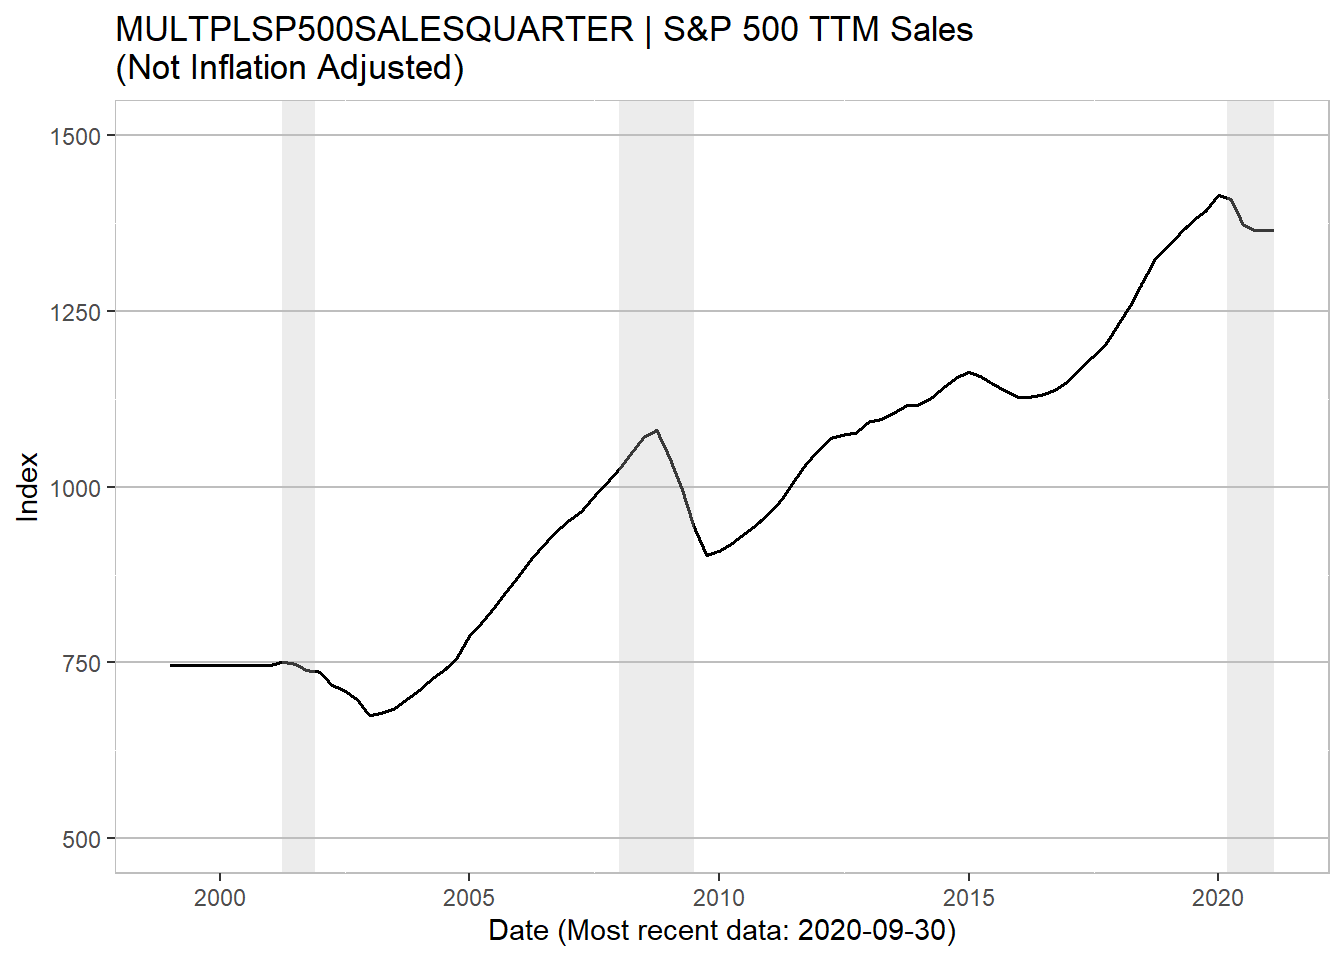 MULTPLSP500SALESQUARTER | S&P 500 TTM Sales
(Not Inflation Adjusted)
1500
1250
1000
750
500
Index
2000 2005 2010 2015 2020
Date (Most recent data: 2020-09-30)